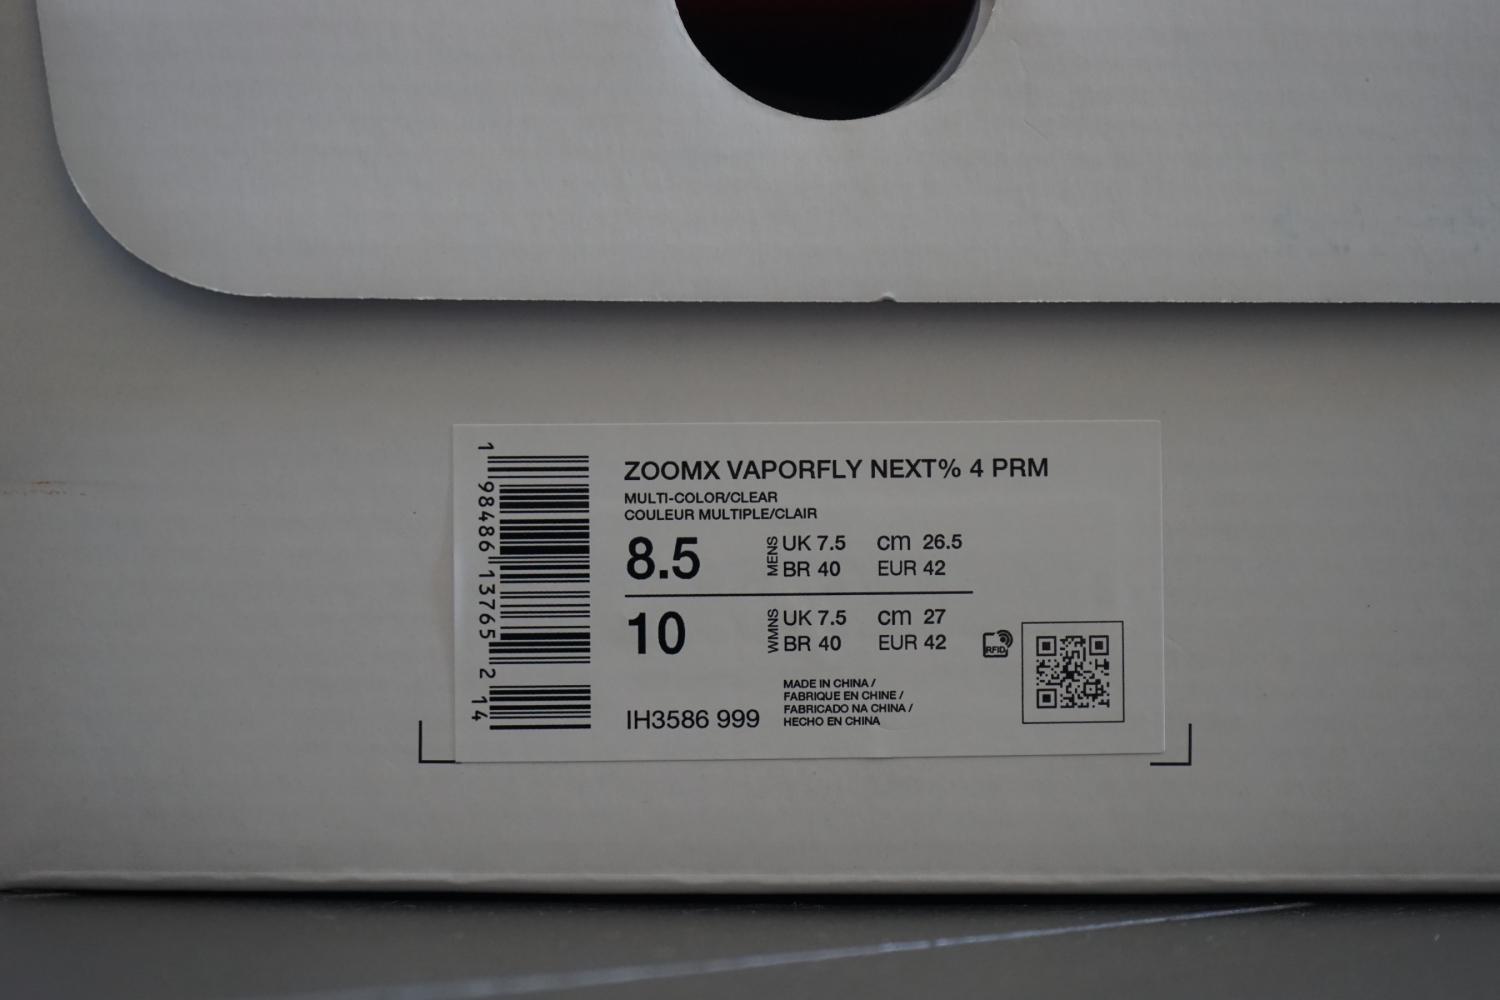 ZOOMX VAPORFLY NEXT% 4 PRM
MULTI-COLOR/CLEAR
COULEUR MULTIPLE/CLAIR
8.5 MENS UK 7.5 cm 26.5
BR 40 EUR 42
10 WMNS UK 7.5 cm 27
BR 40 EUR 42
RFID
MADE IN CHINA /
FABRIQUE EN CHINE /
FABRICADO NA CHINA /
HECHO EN CHINA
IH3586 999
1 98486 13765 2 14